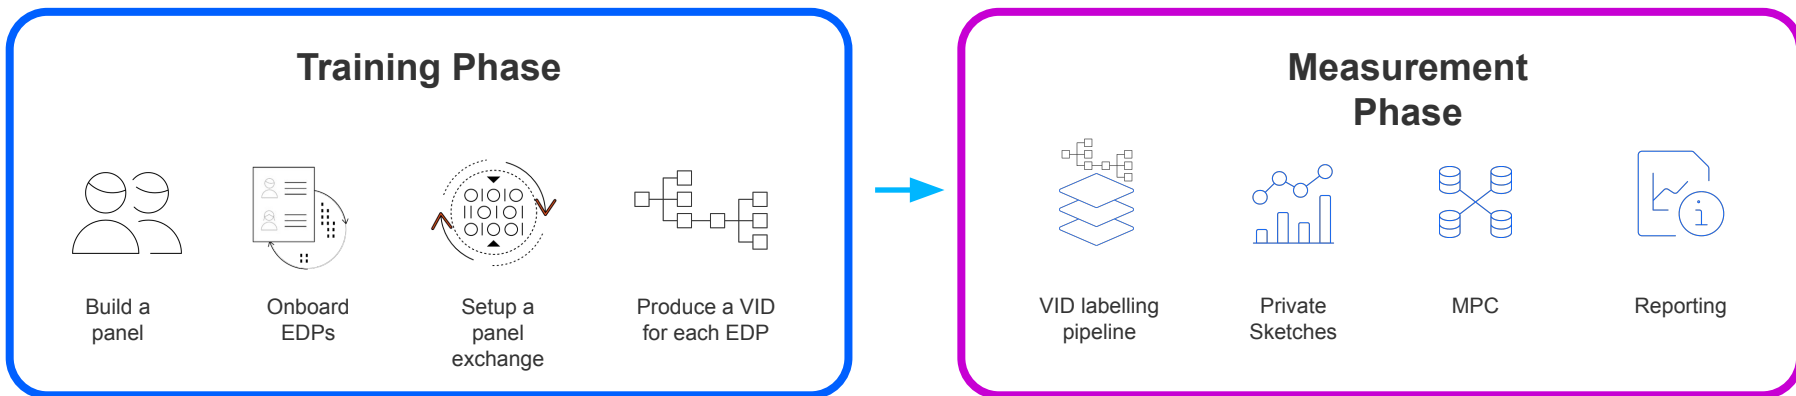 Training Phase
Build a
panel
Onboard
EDPs
Setup a
panel
exchange
Produce a VID
for each EDP
Measurement
Phase
VID labelling
pipeline
Private
Sketches
MPC
Reporting